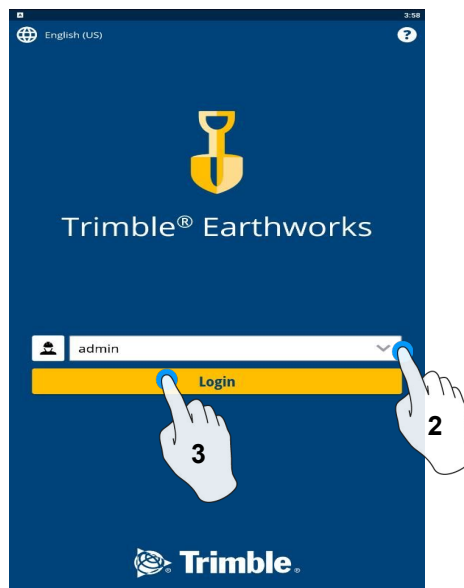 3:58
English (US)
?
Trimble® Earthworks
admin
Login
2
3
Trimble®